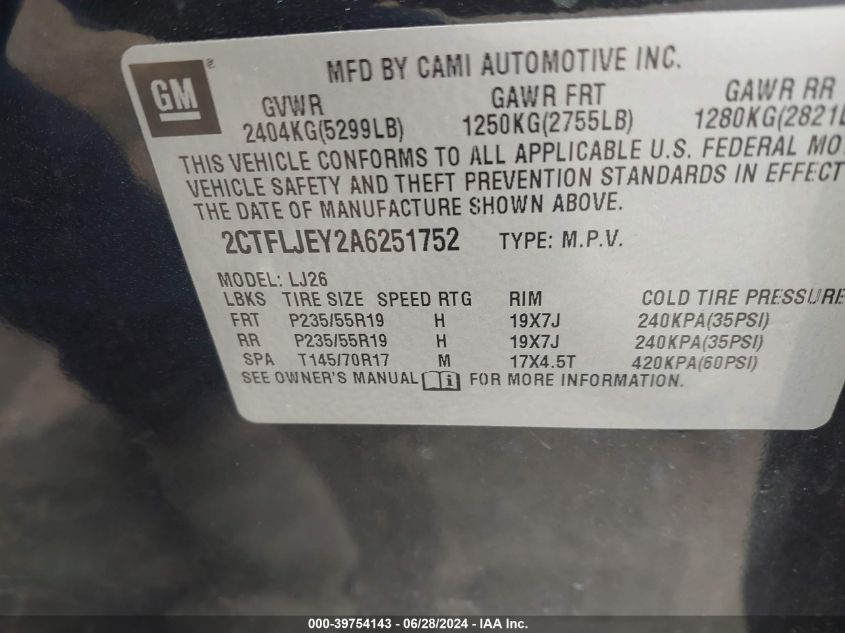 GM®
MFD BY CAMI AUTOMOTIVE INC.
GVWR GAWR FRT GAWR RR
2404KG(5299LB) 1250KG(2755LB) 1280KG(2821L
THIS VEHICLE CONFORMS TO ALL APPLICABLE U.S. FEDERAL MO
VEHICLE SAFETY AND THEFT PREVENTION STANDARDS IN EFFECT
THE DATE OF MANUFACTURE SHOWN ABOVE.
2CTFLJEY2A6251752 TYPE: M.P.V.
MODEL: LJ26
LBKS TIRE SIZE SPEED RTG RIM COLD TIRE PRESSURE
FRT P235/55R19 H 19X7J 240KPA(35PSI)
RR P235/55R19 H 19X7J 240KPA(35PSI)
SPA T145/70R17 M 17X4.5T 420KPA(60PSI)
SEE OWNER'S MANUAL i FOR MORE INFORMATION.
000-39754143 - 06/28/2024 - IAA Inc.